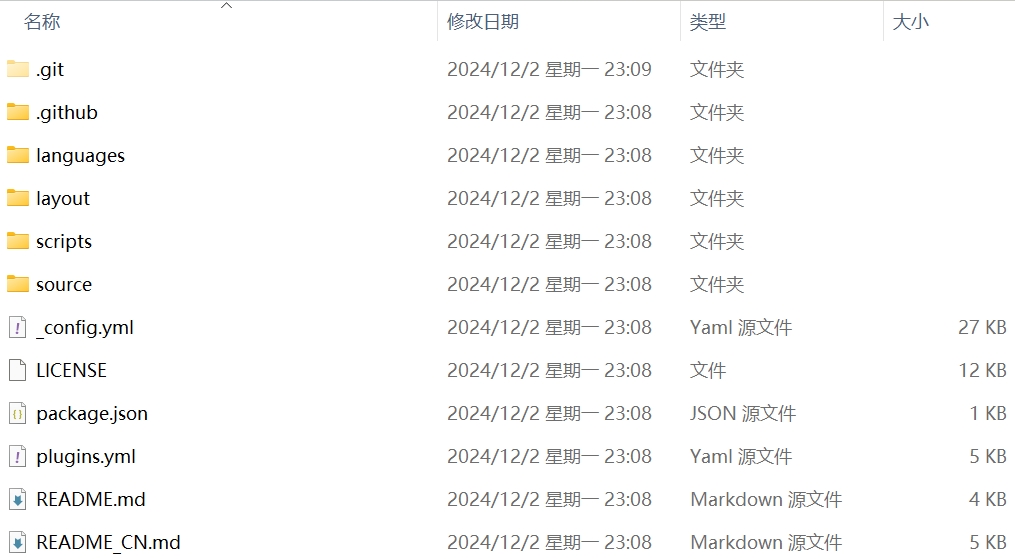 名称 修改日期 类型 大小
.git 2024/12/2 星期一 23:09 文件夹
.github 2024/12/2 星期一 23:08 文件夹
languages 2024/12/2 星期一 23:08 文件夹
layout 2024/12/2 星期一 23:08 文件夹
scripts 2024/12/2 星期一 23:08 文件夹
source 2024/12/2 星期一 23:08 文件夹
_config.yml 2024/12/2 星期一 23:08 Yaml 源文件 27 KB
LICENSE 2024/12/2 星期一 23:08 文件 12 KB
package.json 2024/12/2 星期一 23:08 JSON 源文件 1 KB
plugins.yml 2024/12/2 星期一 23:08 Yaml 源文件 5 KB
README.md 2024/12/2 星期一 23:08 Markdown 源文件 4 KB
README_CN.md 2024/12/2 星期一 23:08 Markdown 源文件 5 KB